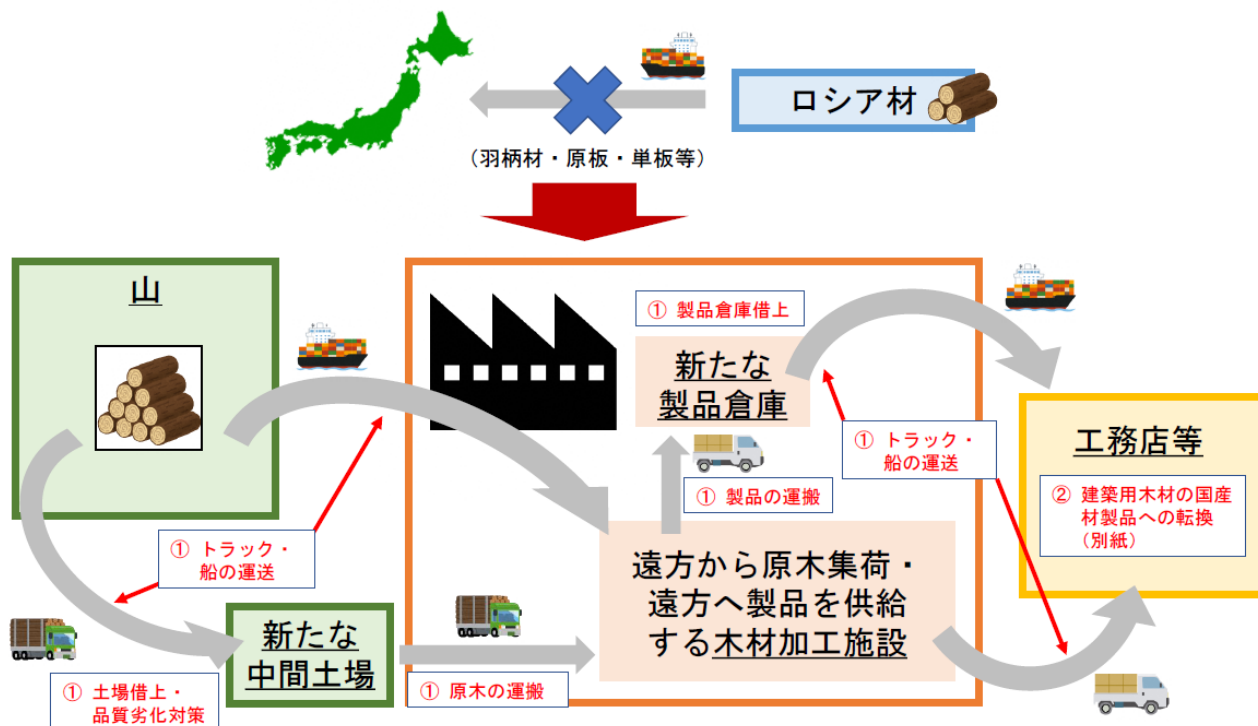 ロシア材
（羽柄材・原板・単板等）
山
① 製品倉庫借上
新たな
製品倉庫
① トラック・
船の運送
工務店等
① 製品の運搬
② 建築用木材の国産
材製品への転換
（別紙）
① トラック・
船の運送
遠方から原木集荷・
遠方へ製品を供給
する木材加工施設
新たな
中間土場
① 土場借上・
品質劣化対策
① 原木の運搬